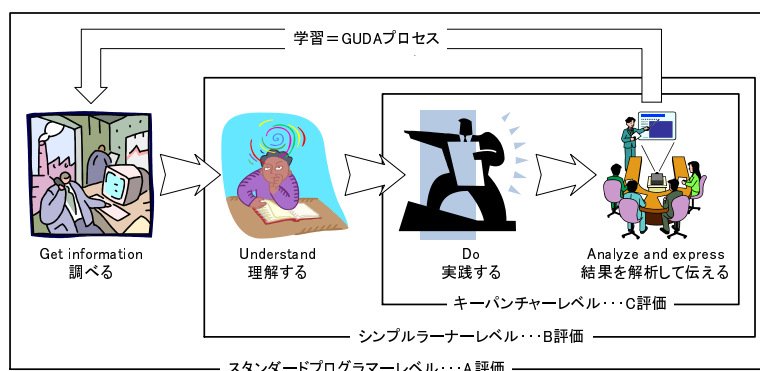 学習＝GUDAプロセス
Get information
調べる
Understand
理解する
Do
実践する
Analyze and express
結果を解析して伝える
キーパンチャーレベル･･･C評価
シンプルラーナーレベル･･･B評価
スタンダードプログラマーレベル･･･A評価